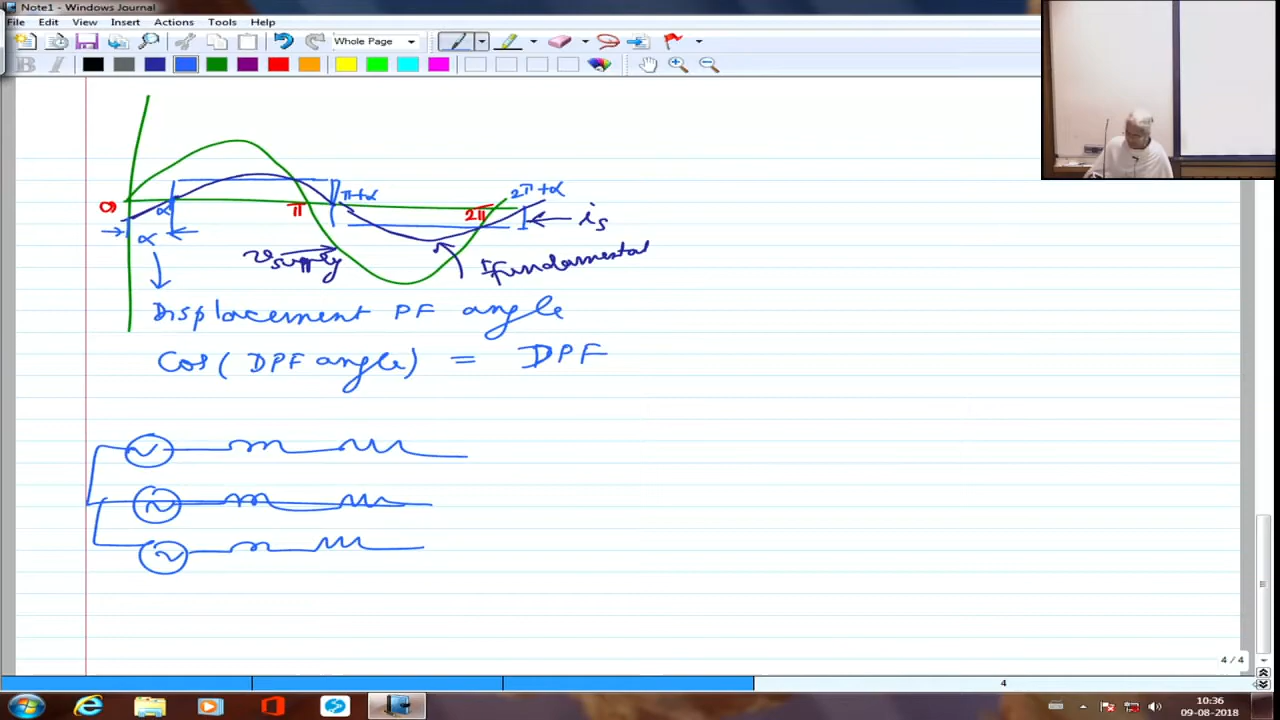 Note1 - Windows Journal
File Edit View Insert Actions Tools Help
Whole Page
B I
0 α π π+α 2π 2π+α
α
is
vsupply
Ifundamental
Displacement PF angle
Cos( DPF angle) = DPF
4 / 4
4
10:36
09-08-2018